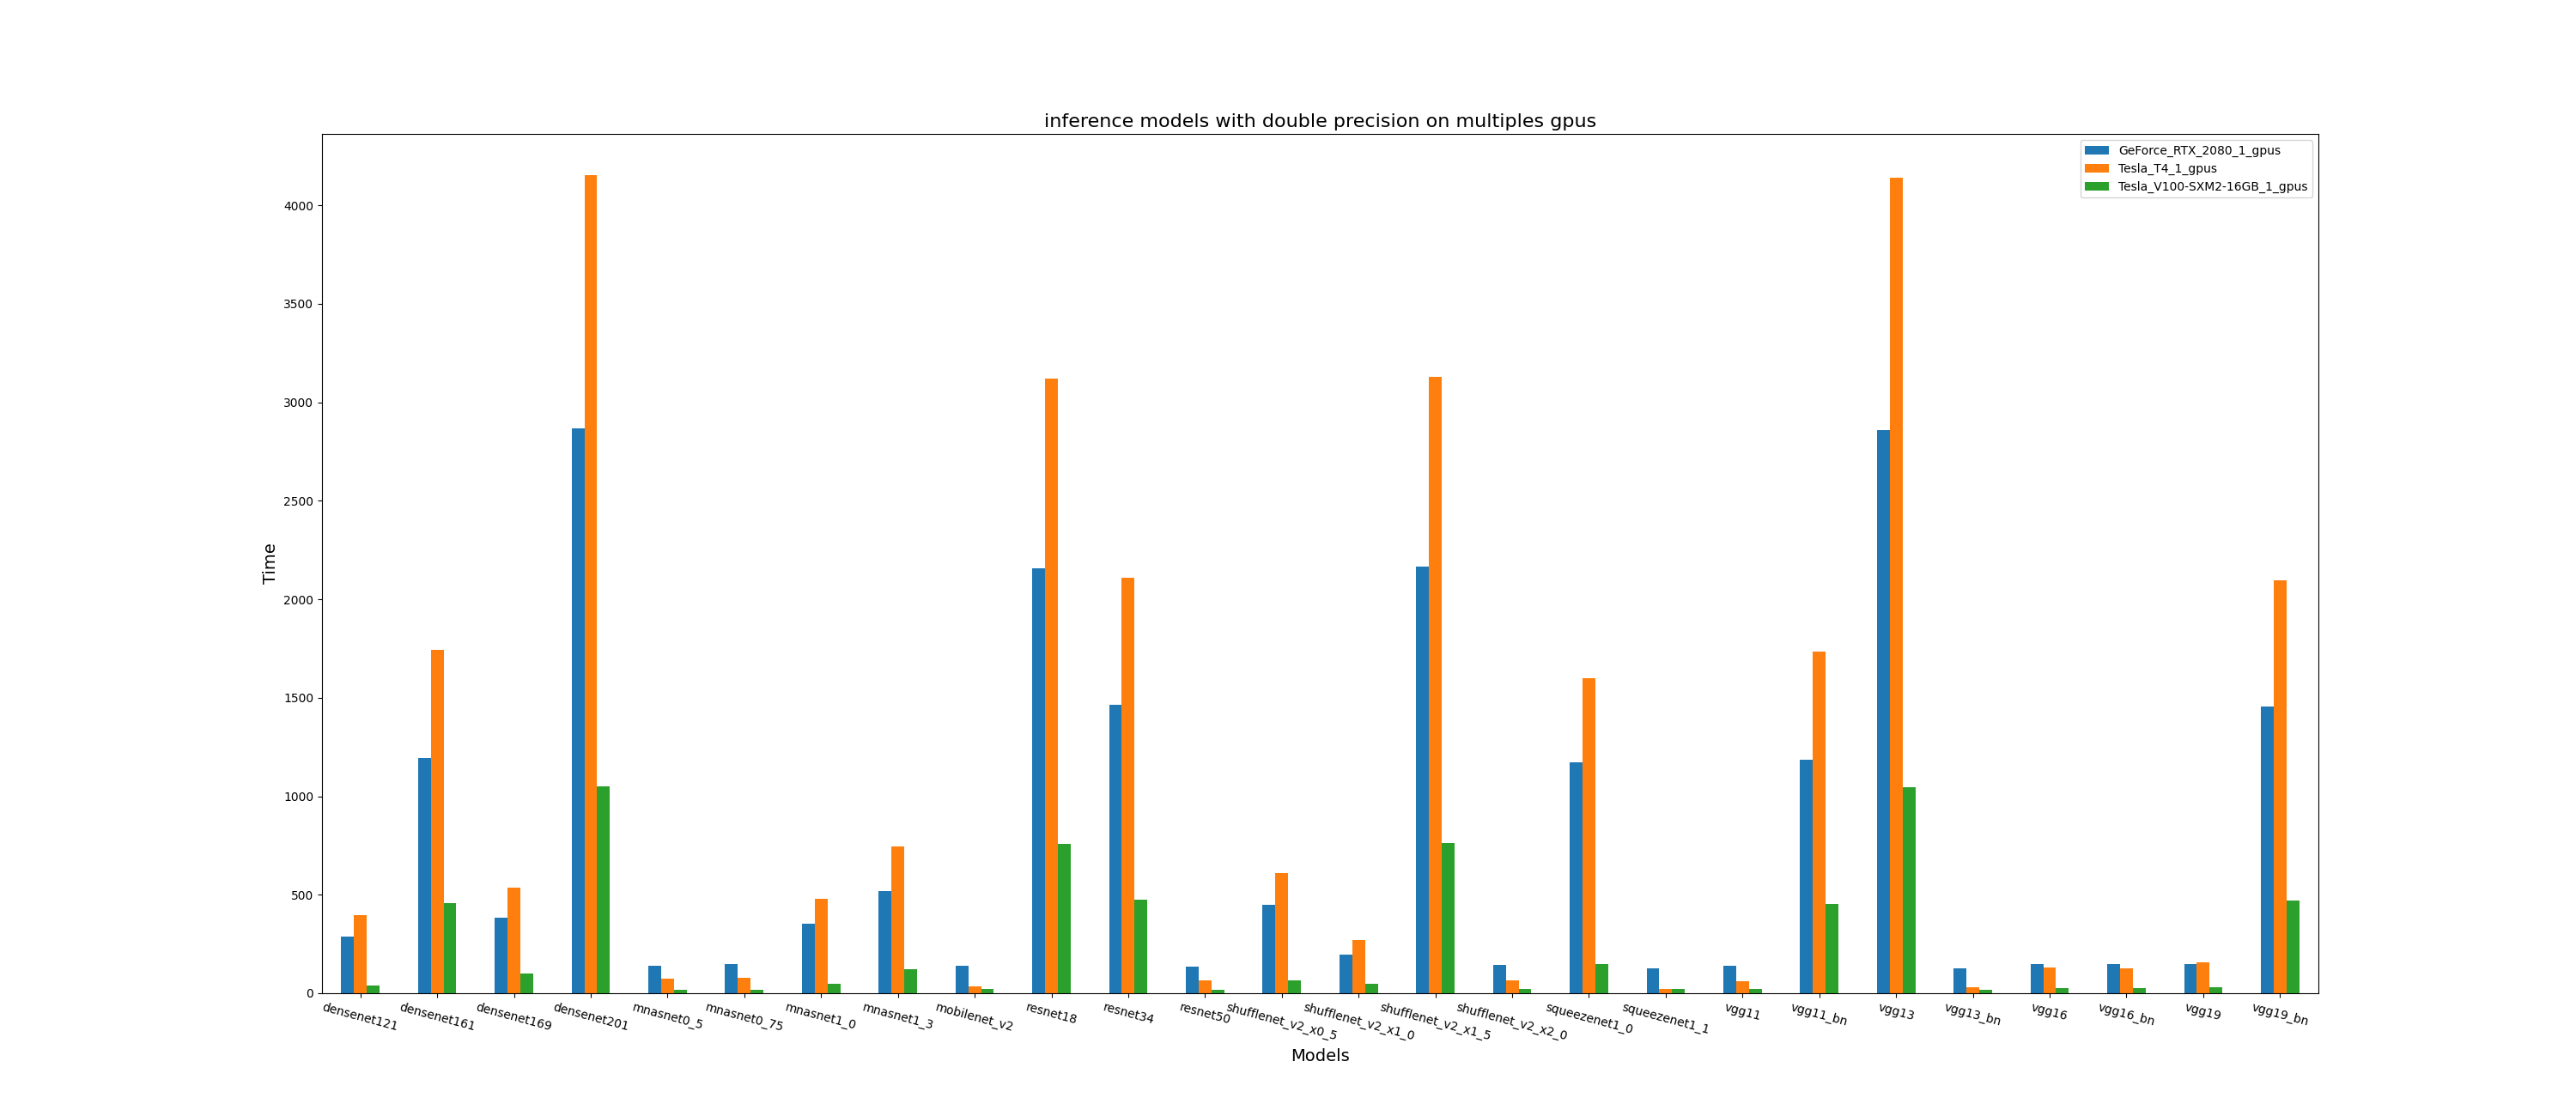 inference models with double precision on multiples gpus
GeForce_RTX_2080_1_gpus
Tesla_T4_1_gpus
Tesla_V100-SXM2-16GB_1_gpus
Time
4000
3500
3000
2500
2000
1500
1000
500
0
densenet121
densenet161
densenet169
densenet201
mnasnet0_5
mnasnet0_75
mnasnet1_0
mnasnet1_3
mobilenet_v2
resnet18
resnet34
resnet50
shufflenet_v2_x0_5
shufflenet_v2_x1_0
shufflenet_v2_x1_5
shufflenet_v2_x2_0
squeezenet1_0
squeezenet1_1
vgg11
vgg11_bn
vgg13
vgg13_bn
vgg16
vgg16_bn
vgg19
vgg19_bn
Models